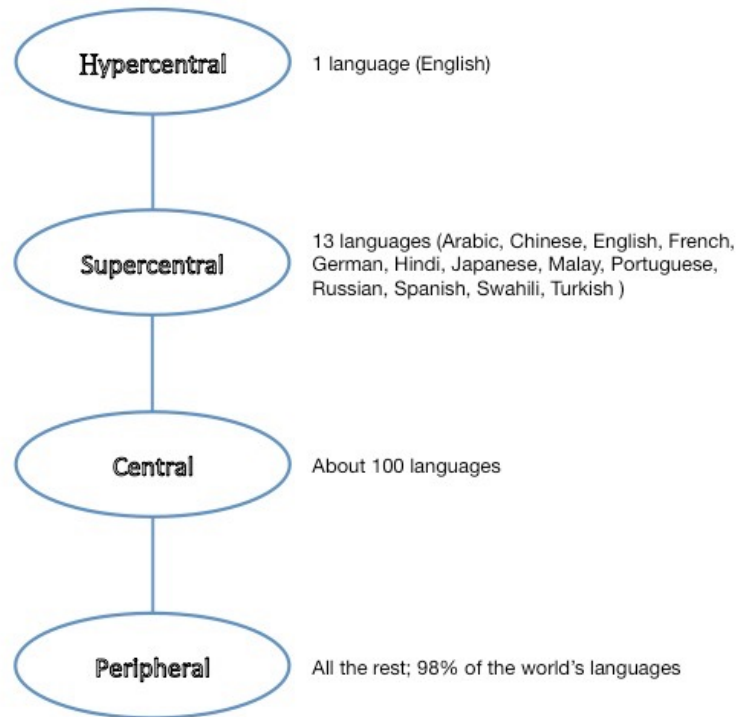 Hypercentral
1 language (English)
Supercentral
13 languages (Arabic, Chinese, English, French,
German, Hindi, Japanese, Malay, Portuguese,
Russian, Spanish, Swahili, Turkish )
Central
About 100 languages
Peripheral
All the rest; 98% of the world's languages